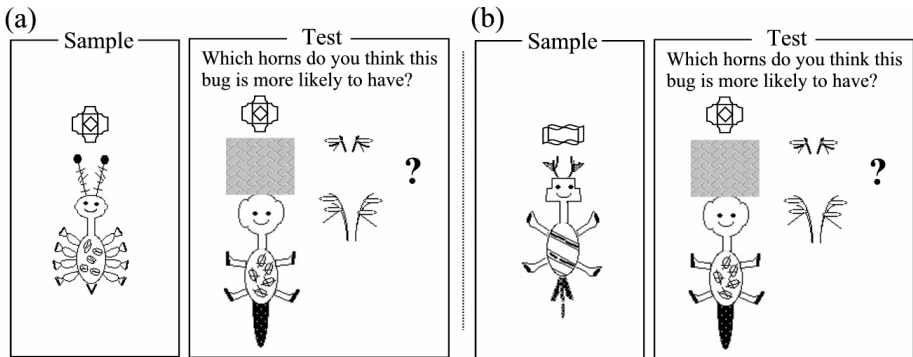 (a)
Sample
Test
Which horns do you think this
bug is more likely to have?
?
(b)
Sample
Test
Which horns do you think this
bug is more likely to have?
?